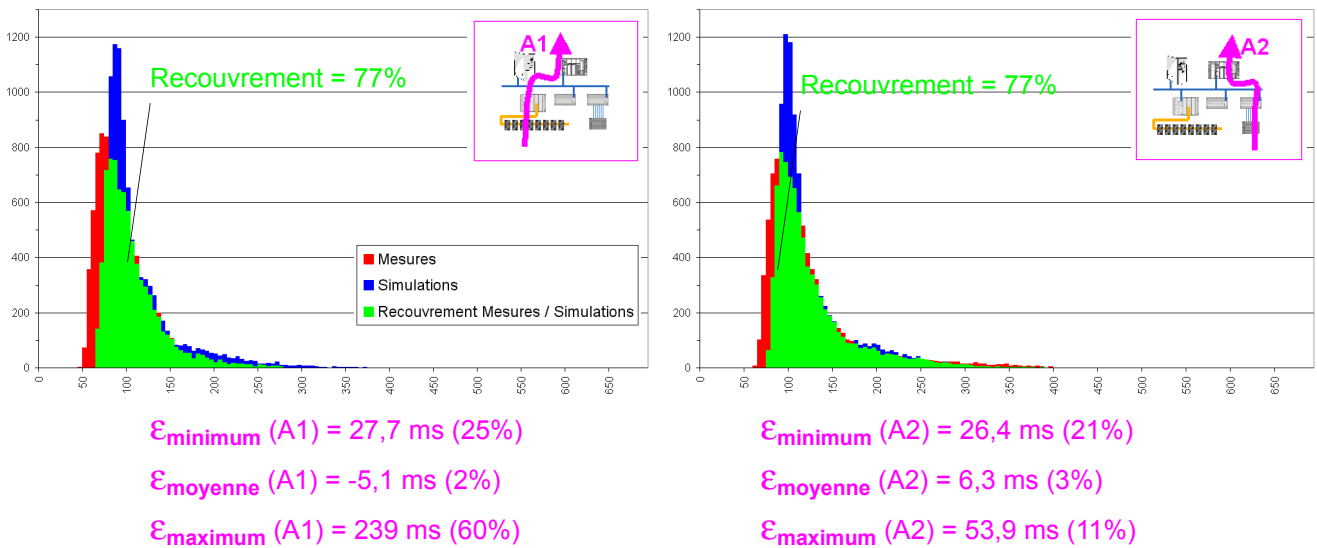 1200
1000
800
600
400
200
0
0 50 100 150 200 250 300 350 400 450 500 550 600 650
Recouvrement = 77%
A1
Mesures
Simulations
Recouvrement Mesures / Simulations
1200
1000
800
600
400
200
0
0 50 100 150 200 250 300 350 400 450 500 550 600 650
Recouvrement = 77%
A2
εminimum (A1) = 27,7 ms (25%)
εmoyenne (A1) = -5,1 ms (2%)
εmaximum (A1) = 239 ms (60%)
εminimum (A2) = 26,4 ms (21%)
εmoyenne (A2) = 6,3 ms (3%)
εmaximum (A2) = 53,9 ms (11%)